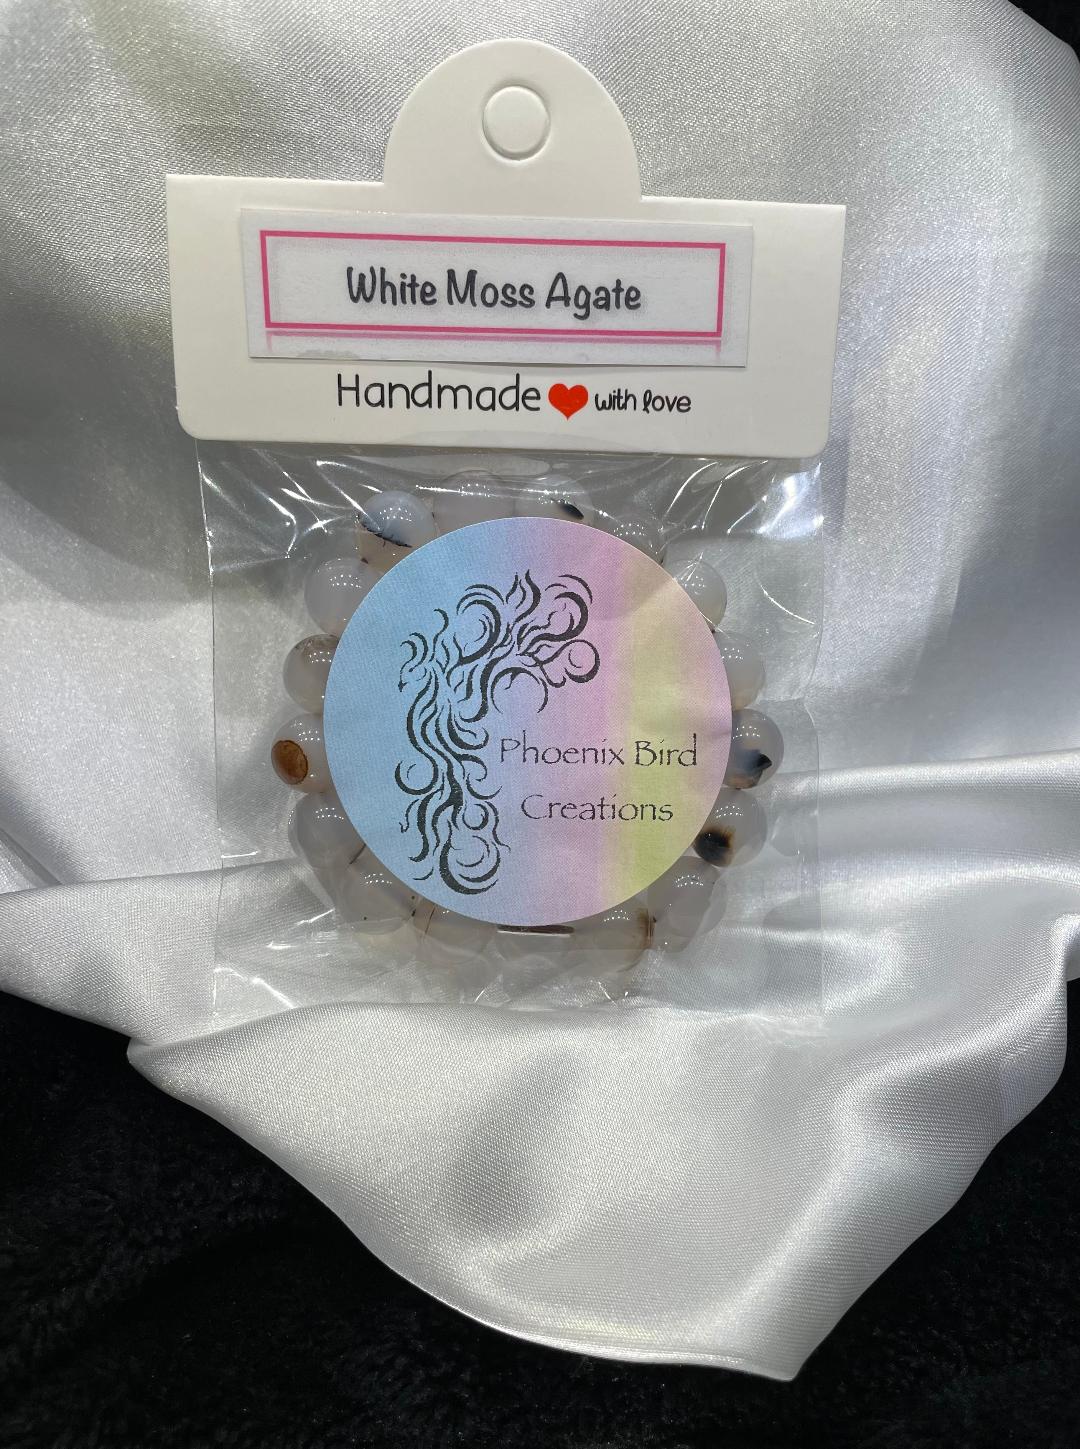 White Moss Agate
Handmade with love
Phoenix Bird
Creations